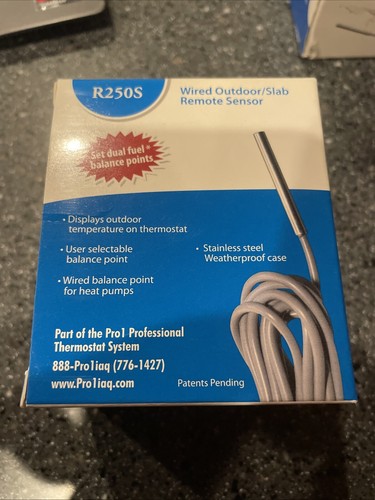 R250S
Wired Outdoor/Slab
Remote Sensor
Set dual fuel *
balance points
• Displays outdoor
temperature on thermostat
• User selectable
balance point
• Stainless steel
Weatherproof case
• Wired balance point
for heat pumps
Part of the Pro1 Professional
Thermostat System
888-Pro1iaq (776-1427)
www.Pro1iaq.com
Patents Pending